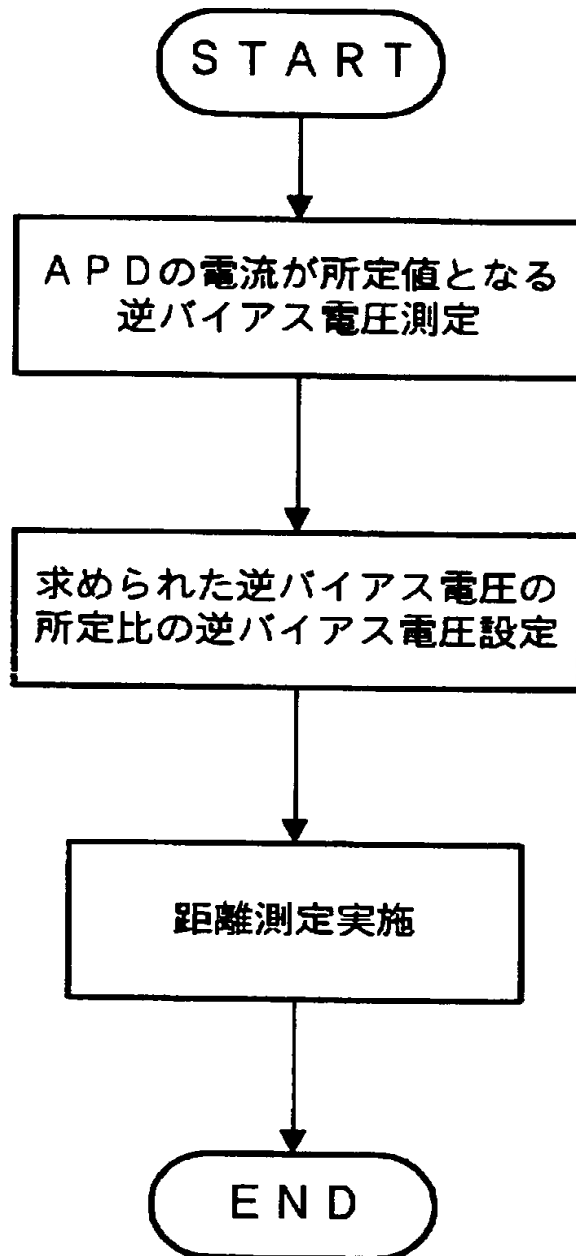 START
APDの電流が所定値となる
逆バイアス電圧測定
求められた逆バイアス電圧の
所定比の逆バイアス電圧設定
距離測定実施
END